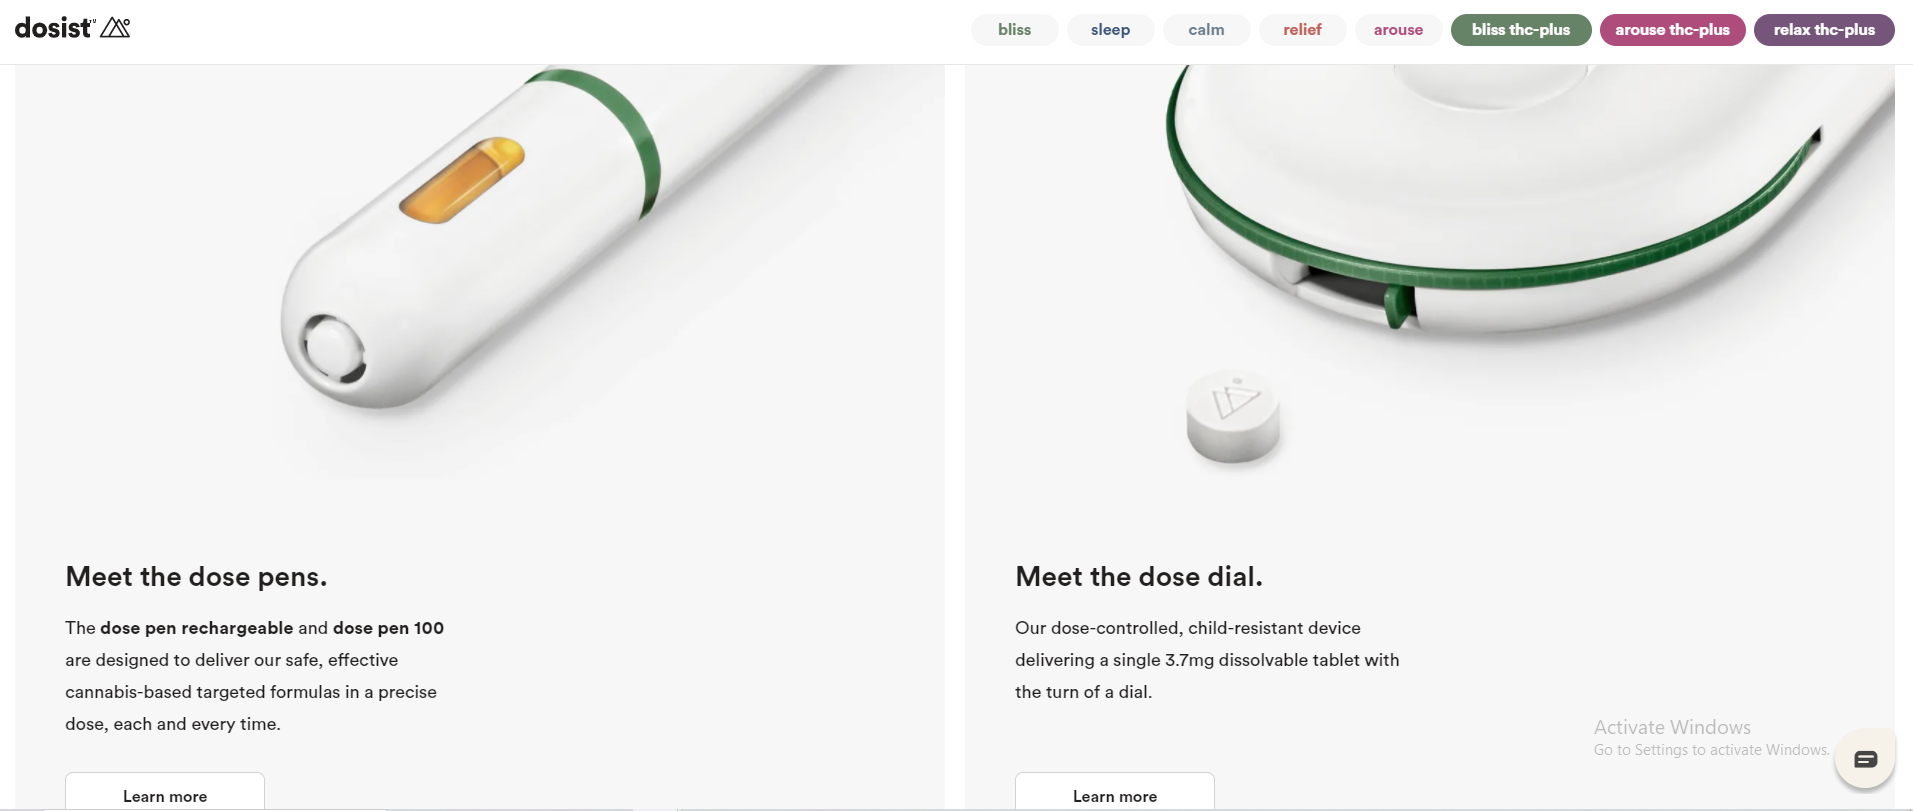 dosist™
bliss
sleep
calm
relief
arouse
bliss thc-plus
arouse thc-plus
relax thc-plus
Meet the dose pens.
The dose pen rechargeable and dose pen 100
are designed to deliver our safe, effective
cannabis-based targeted formulas in a precise
dose, each and every time.
Learn more
Meet the dose dial.
Our dose-controlled, child-resistant device
delivering a single 3.7mg dissolvable tablet with
the turn of a dial.
Learn more
Activate Windows
Go to Settings to activate Windows.